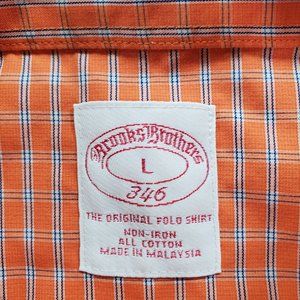 Brooks Brothers
L
346
THE ORIGINAL POLO SHIRT
NON-IRON
ALL COTTON
MADE IN MALAYSIA